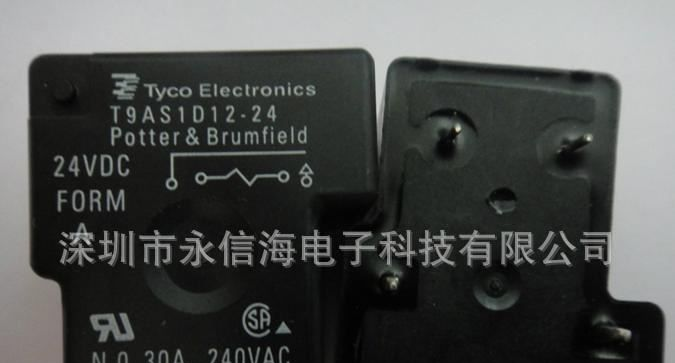 Tyco Electronics
T9AS1D12-24
Potter & Brumfield
24VDC
FORM
A
深圳市永信海电子科技有限公司
N.O. 30A 240VAC